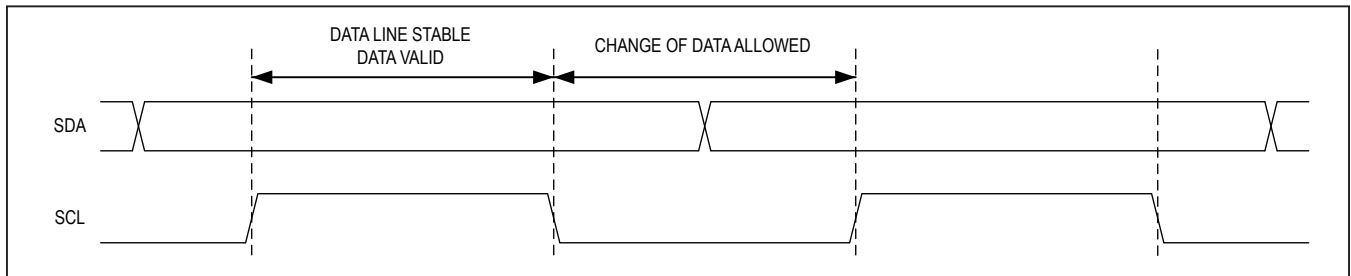 DATA LINE STABLE
DATA VALID
CHANGE OF DATA ALLOWED
SDA
SCL